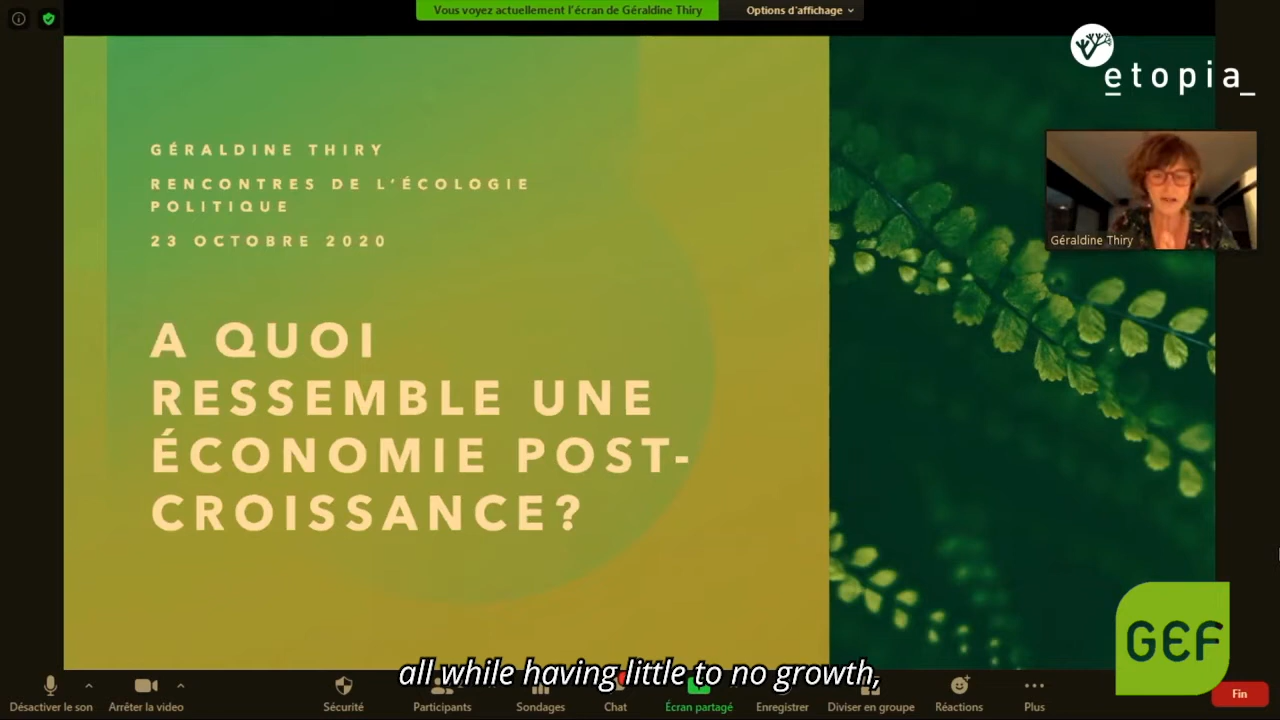 Vous voyez actuellement l'écran de Géraldine Thiry
Options d'affichage
etopia_
GÉRALDINE THIRY
RENCONTRES DE L'ÉCOLOGIE
POLITIQUE
23 OCTOBRE 2020
Géraldine Thiry
A QUOI
RESSEMBLE UNE
ÉCONOMIE POST-
CROISSANCE?
GEF
all while having little to no growth,
Désactiver le son
Arrêter la video
Sécurité
Participants
Sondages
Chat
Écran partagé
Enregistrer
Diviser en groupe
Réactions
Plus
Fin